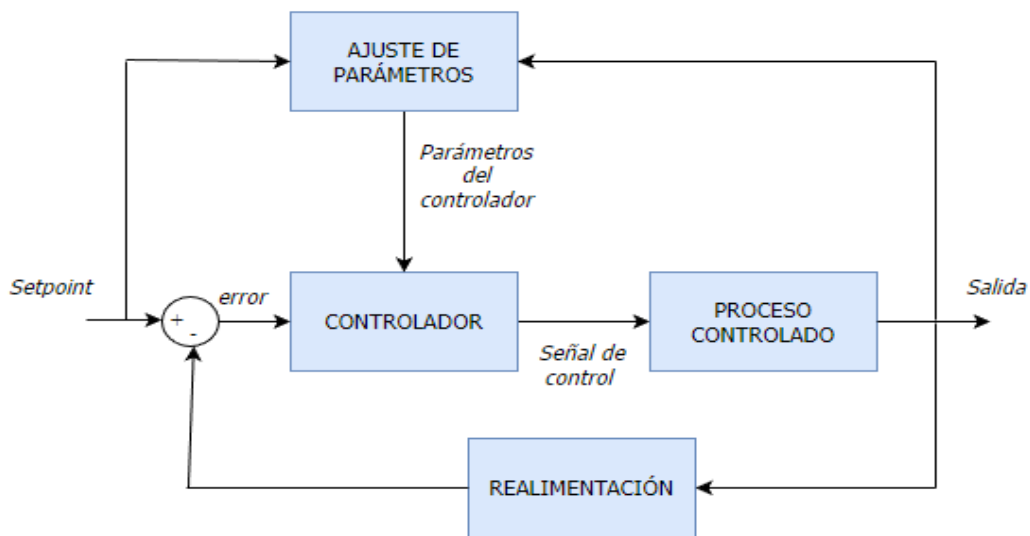 AJUSTE DE
PARÁMETROS
Parámetros
del
controlador
Setpoint
+
-
error
CONTROLADOR
Señal de
control
PROCESO
CONTROLADO
Salida
REALIMENTACIÓN